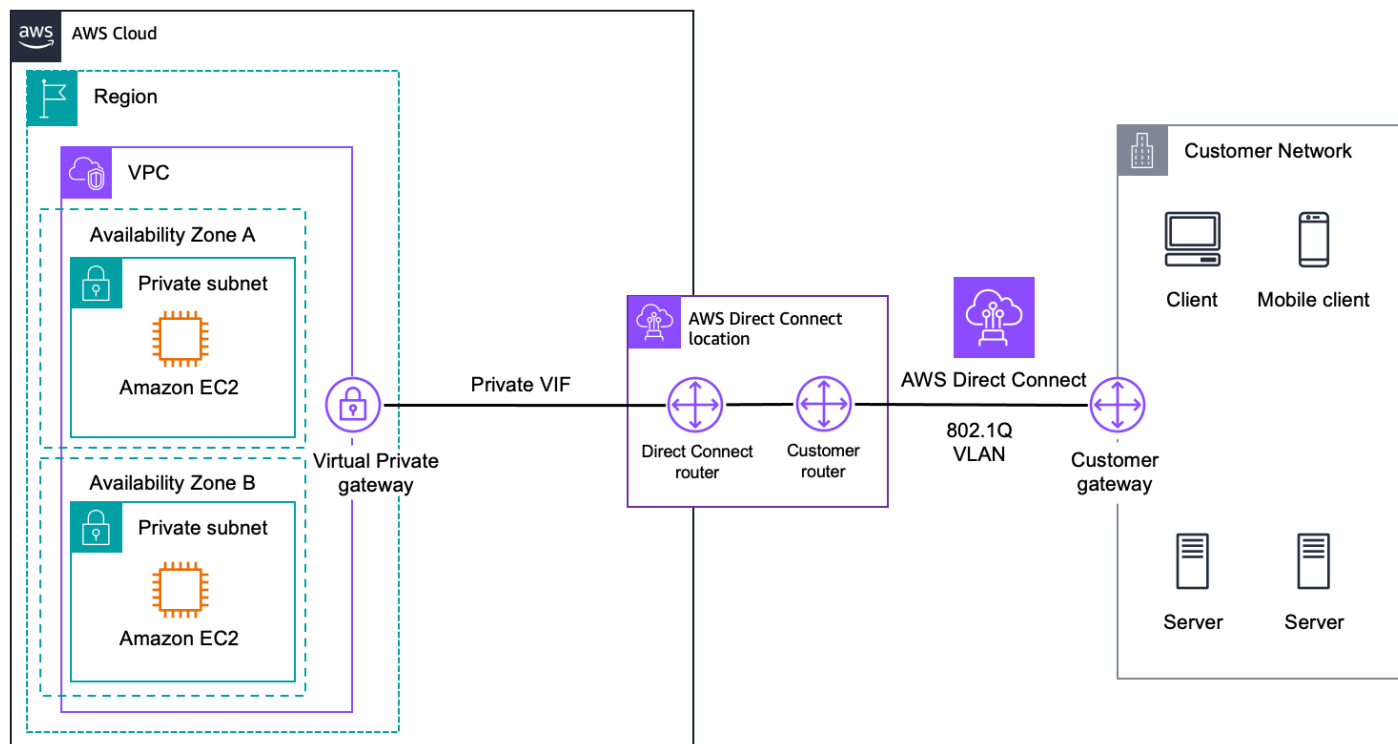 aws
AWS Cloud
Region
VPC
Availability Zone A
Private subnet
Amazon EC2
Virtual Private
gateway
Availability Zone B
Private subnet
Amazon EC2
Private VIF
AWS Direct Connect
location
Direct Connect
router
Customer
router
AWS Direct Connect
802.1Q
VLAN
Customer
gateway
Customer Network
Client
Mobile client
Server
Server